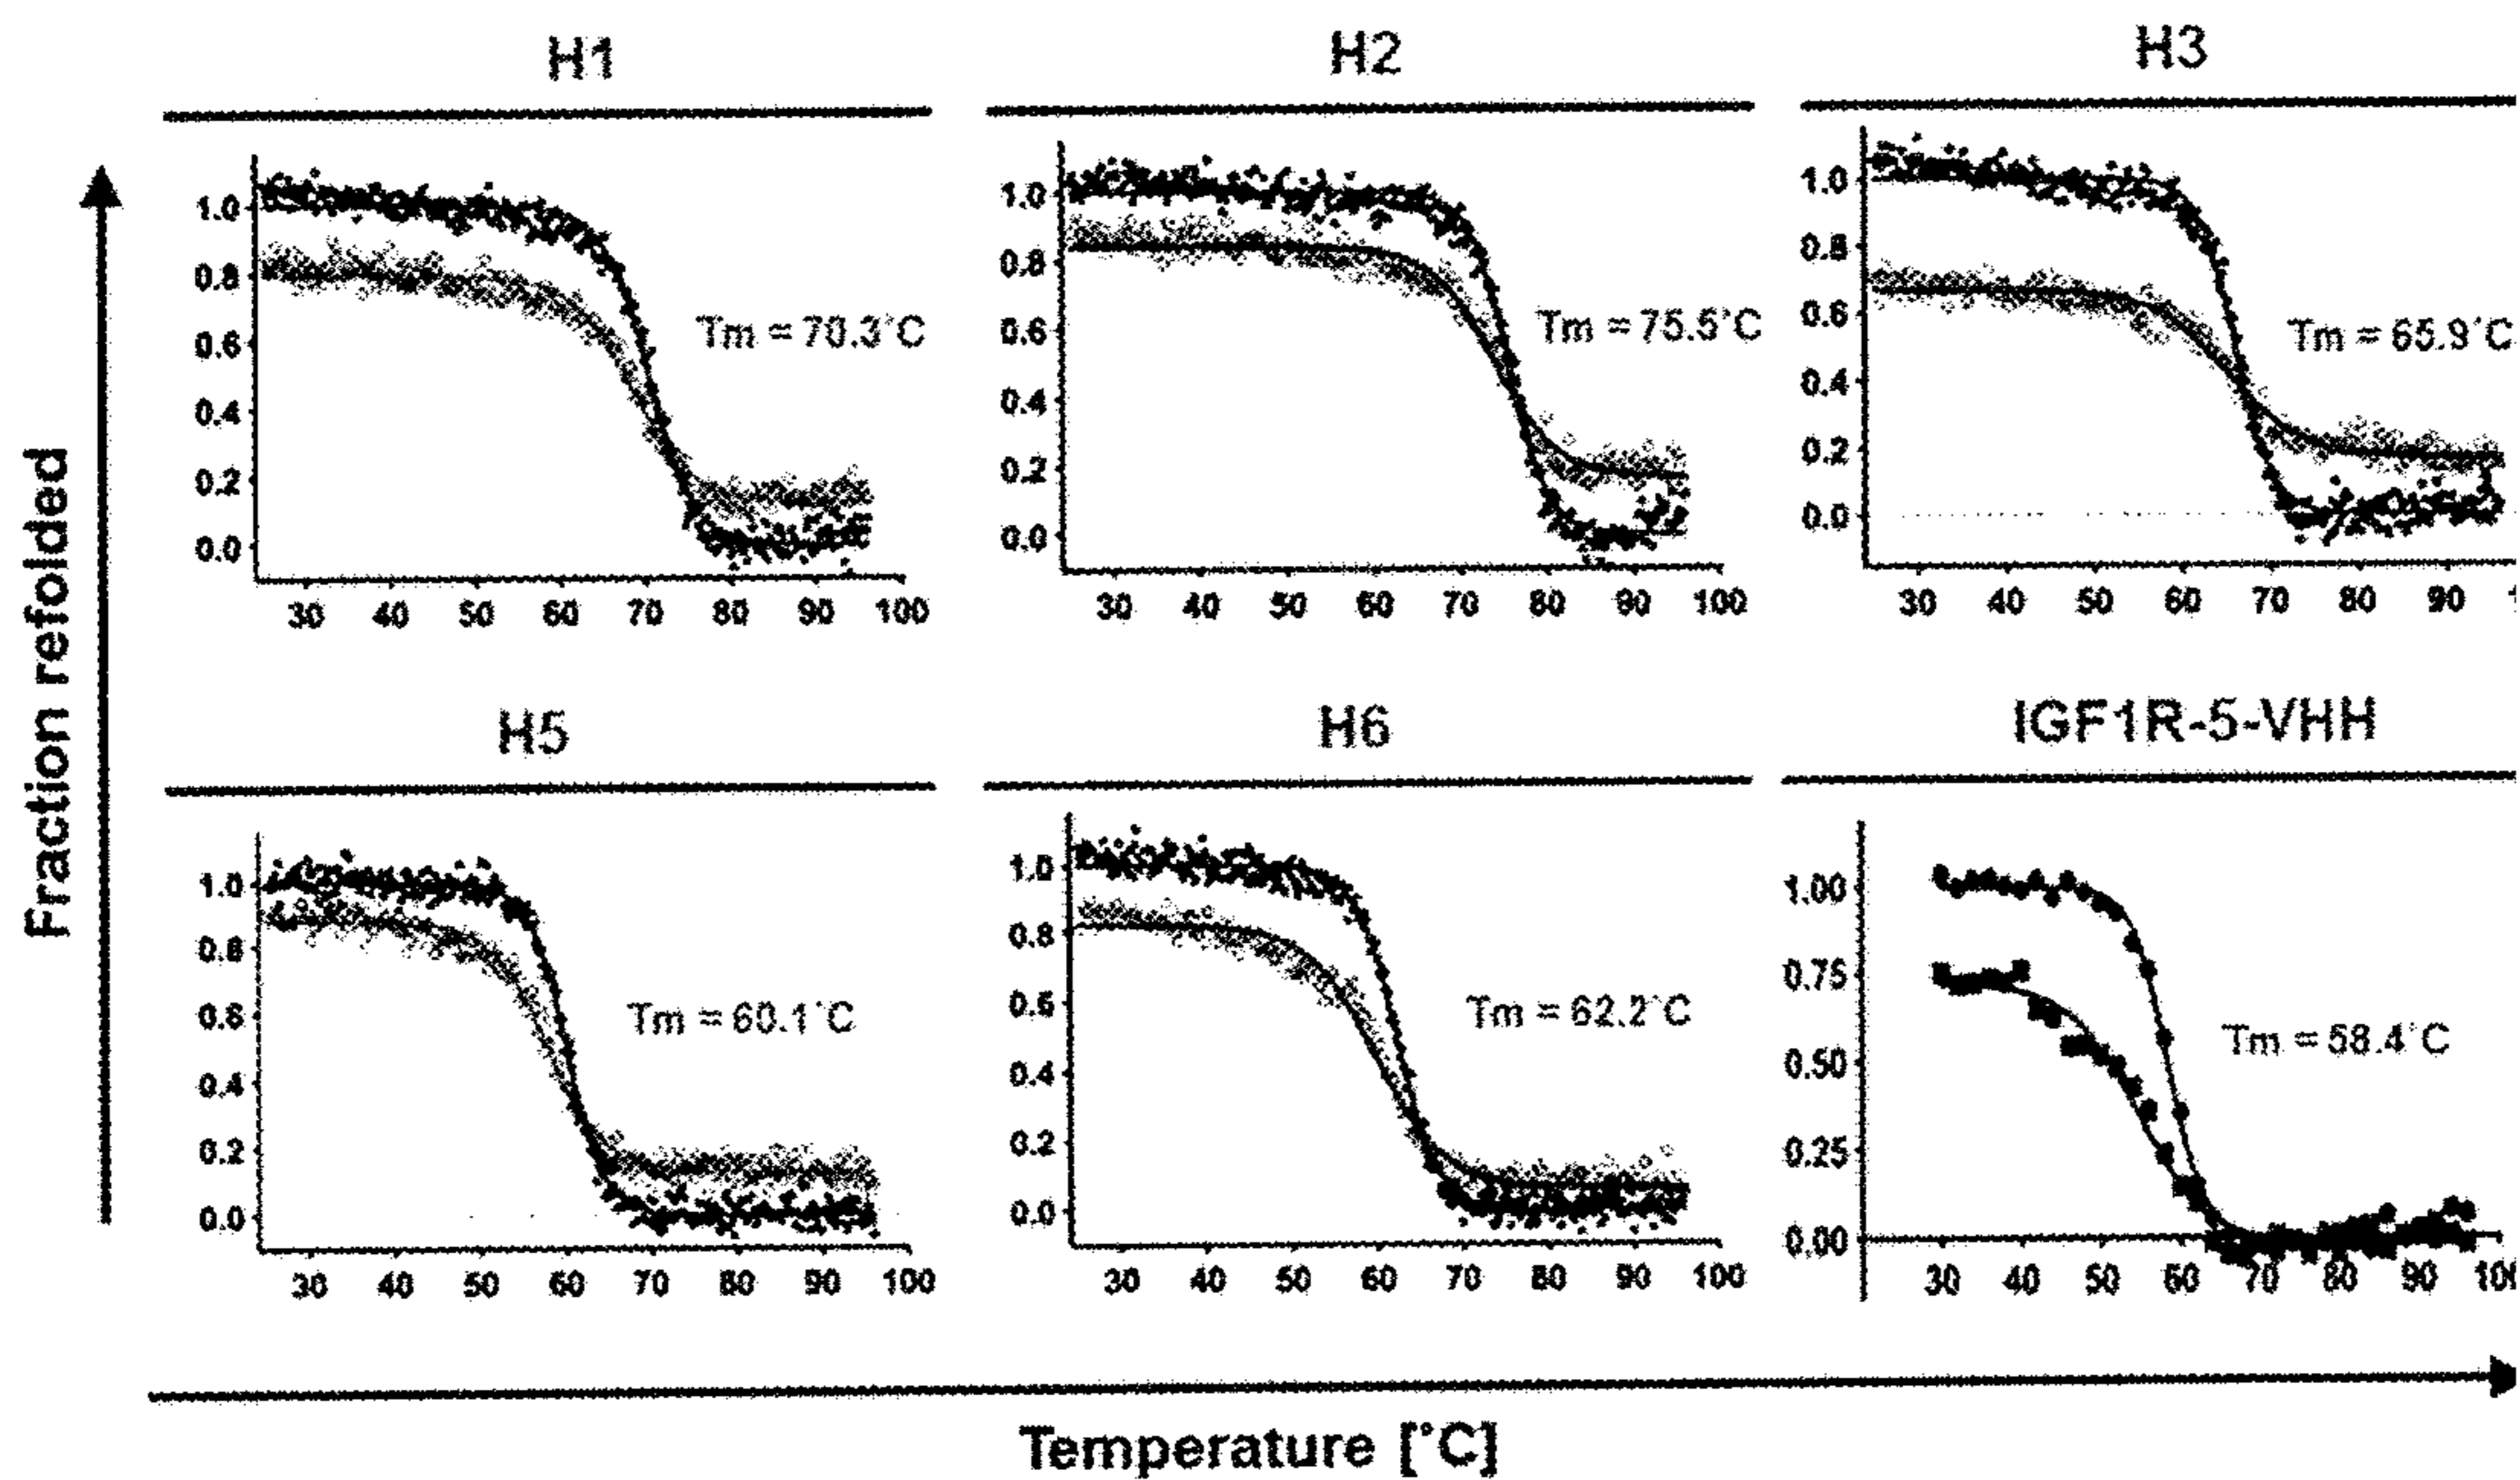 H1 H2 H3
1.0 1.0 1.0
0.8 0.8 0.8
0.6 Tm = 70.3°C 0.6 Tm = 75.5°C 0.6 Tm = 65.9°C
0.4 0.4 0.4
0.2 0.2 0.2
0.0 0.0 0.0
30 40 50 60 70 80 90 100 30 40 50 60 70 80 90 100 30 40 50 60 70 80 90
Fraction refolded
H5 H6 IGF1R-5-VHH
1.0 1.0 1.00
0.8 0.8 0.75
0.6 Tm = 60.1°C 0.6 Tm = 62.2°C 0.50 Tm = 58.4°C
0.4 0.4 0.25
0.2 0.2 0.00
0.0 0.0
30 40 50 60 70 80 90 100 30 40 50 60 70 80 90 100 30 40 50 60 70 80 90
Temperature [°C]